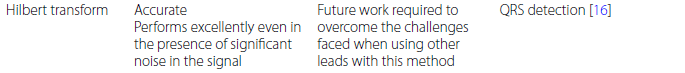 Hilbert transform Accurate Future work required to QRS detection [16]
Performs excellently even in overcome the challenges
the presence of significant faced when using other
noise in the signal leads with this method